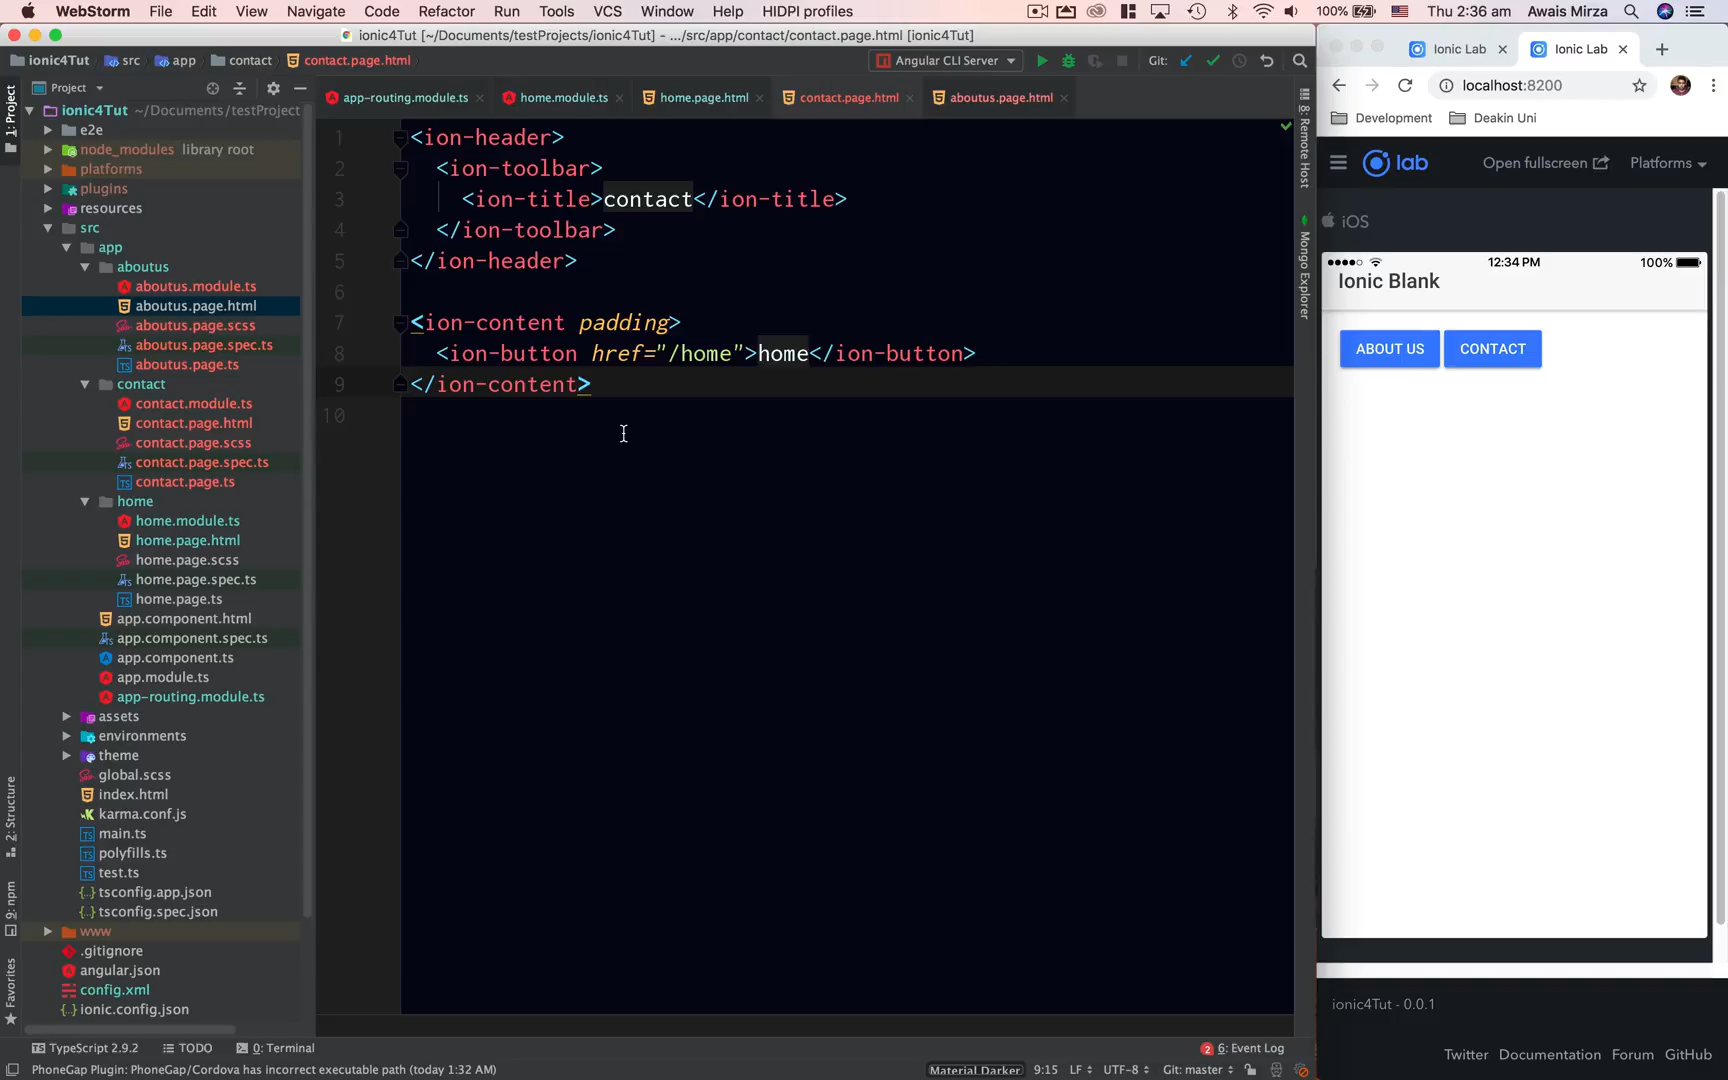 WebStorm File Edit View Navigate Code Refactor Run Tools VCS Window Help HIDPI profiles 100% Thu 2:36 am Awais Mirza
ionic4Tut [~/Documents/testProjects/ionic4Tut] - .../src/app/contact/contact.page.html [ionic4Tut]
Ionic Lab Ionic Lab
ionic4Tut src app contact contact.page.html Angular CLI Server Git:
localhost:8200
Project
app-routing.module.ts home.module.ts home.page.html contact.page.html aboutus.page.html
Development Deakin Uni
lab Open fullscreen Platforms
1: Project
2: Structure
9: npm
Favorites
ionic4Tut ~/Documents/testProject
e2e
node_modules library root
platforms
plugins
resources
src
app
aboutus
aboutus.module.ts
aboutus.page.html
aboutus.page.scss
aboutus.page.spec.ts
aboutus.page.ts
contact
contact.module.ts
contact.page.html
contact.page.scss
contact.page.spec.ts
contact.page.ts
home
home.module.ts
home.page.html
home.page.scss
home.page.spec.ts
home.page.ts
app.component.html
app.component.spec.ts
app.component.ts
app.module.ts
app-routing.module.ts
assets
environments
theme
global.scss
index.html
karma.conf.js
main.ts
polyfills.ts
test.ts
tsconfig.app.json
tsconfig.spec.json
www
.gitignore
angular.json
config.xml
ionic.config.json
1 <ion-header>
2 <ion-toolbar>
3 <ion-title>contact</ion-title>
4 </ion-toolbar>
5 </ion-header>
6
7 <ion-content padding>
8 <ion-button href="/home">home</ion-button>
9 </ion-content>
10
8: Remote Host
Mongo Explorer
iOS
12:34 PM 100%
Ionic Blank
ABOUT US CONTACT
ionic4Tut - 0.0.1
Twitter Documentation Forum GitHub
TypeScript 2.9.2 TODO 0: Terminal 2 6: Event Log
PhoneGap Plugin: PhoneGap/Cordova has incorrect executable path (today 1:32 AM) Material Darker 9:15 LF UTF-8 Git: master